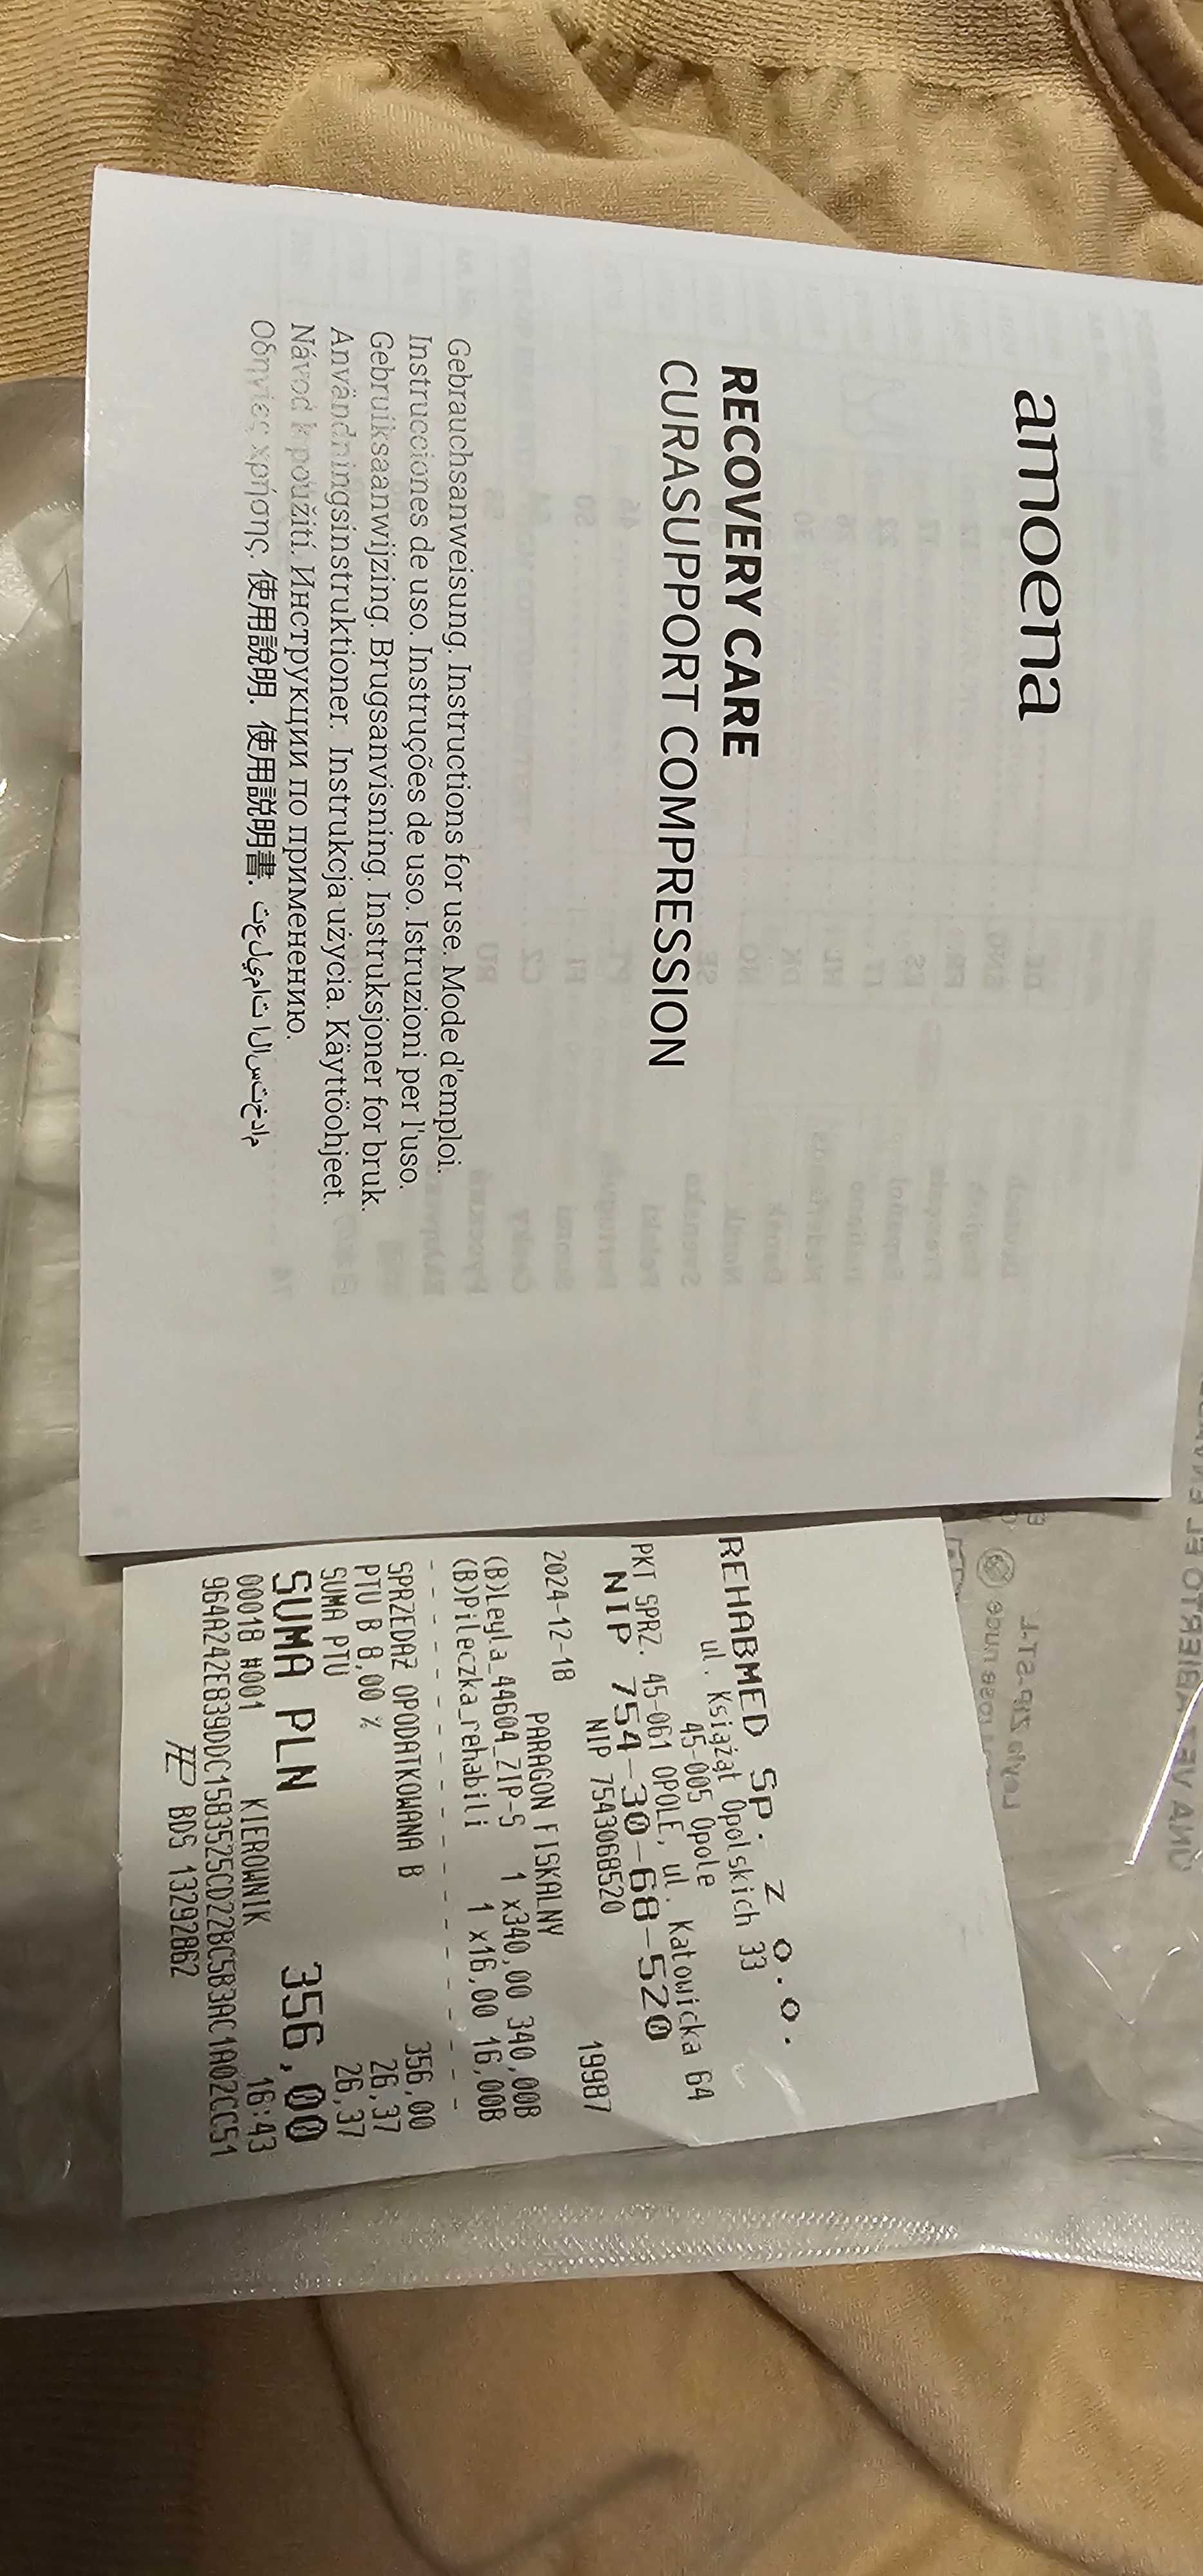 amoena
RECOVERY CARE
CURASUPPORT COMPRESSION
Gebrauchsanweisung. Instructions for use. Mode d'emploi.
Instrucciones de uso. Instruções de uso. Istruzioni per l'uso.
Gebruiksaanwijzing. Brugsanvisning. Instruksjoner for bruk.
Användningsinstruktioner. Instrukcja użycia. Käyttöohjeet.
Návod k použití. Инструкции по применению.
Οδηγίες χρήσης. 使用說明. 使用説明書. تعليمات الاستخدام
REHABMED SP. Z O.O.
ul. Książąt Opolskich 33
45-005 Opole
PKT SPRZ. 45-061 OPOLE, ul. Katowicka 64
NIP 754-30-68-520
NIP 7543068520
2024-12-18 19987
PARAGON FISKALNY
(B)Leyla_44604_ZIP-S 1 x340,00 340,00B
(B)Pileczka_rehabili 1 x16,00 16,00B
SPRZEDAŻ OPODATKOWANA B 356,00
PTU B 8,00 % 26,37
SUMA PTU 26,37
SUMA PLN 356,00
00018 #001 KIEROWNIK 16:43
BDS 13292862